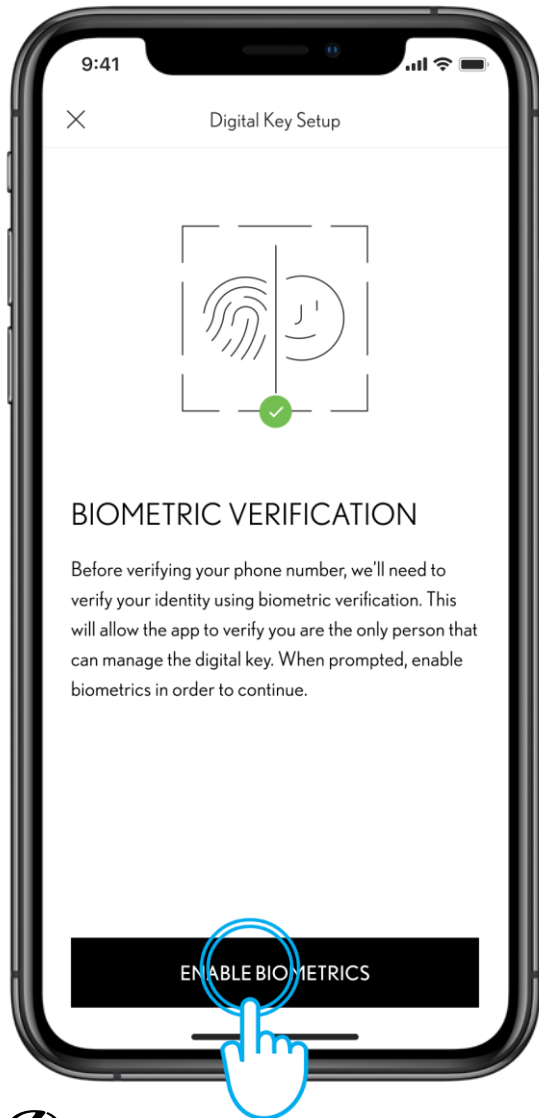 9:41
Digital Key Setup
BIOMETRIC VERIFICATION
Before verifying your phone number, we'll need to
verify your identity using biometric verification. This
will allow the app to verify you are the only person that
can manage the digital key. When prompted, enable
biometrics in order to continue.
ENABLE BIOMETRICS